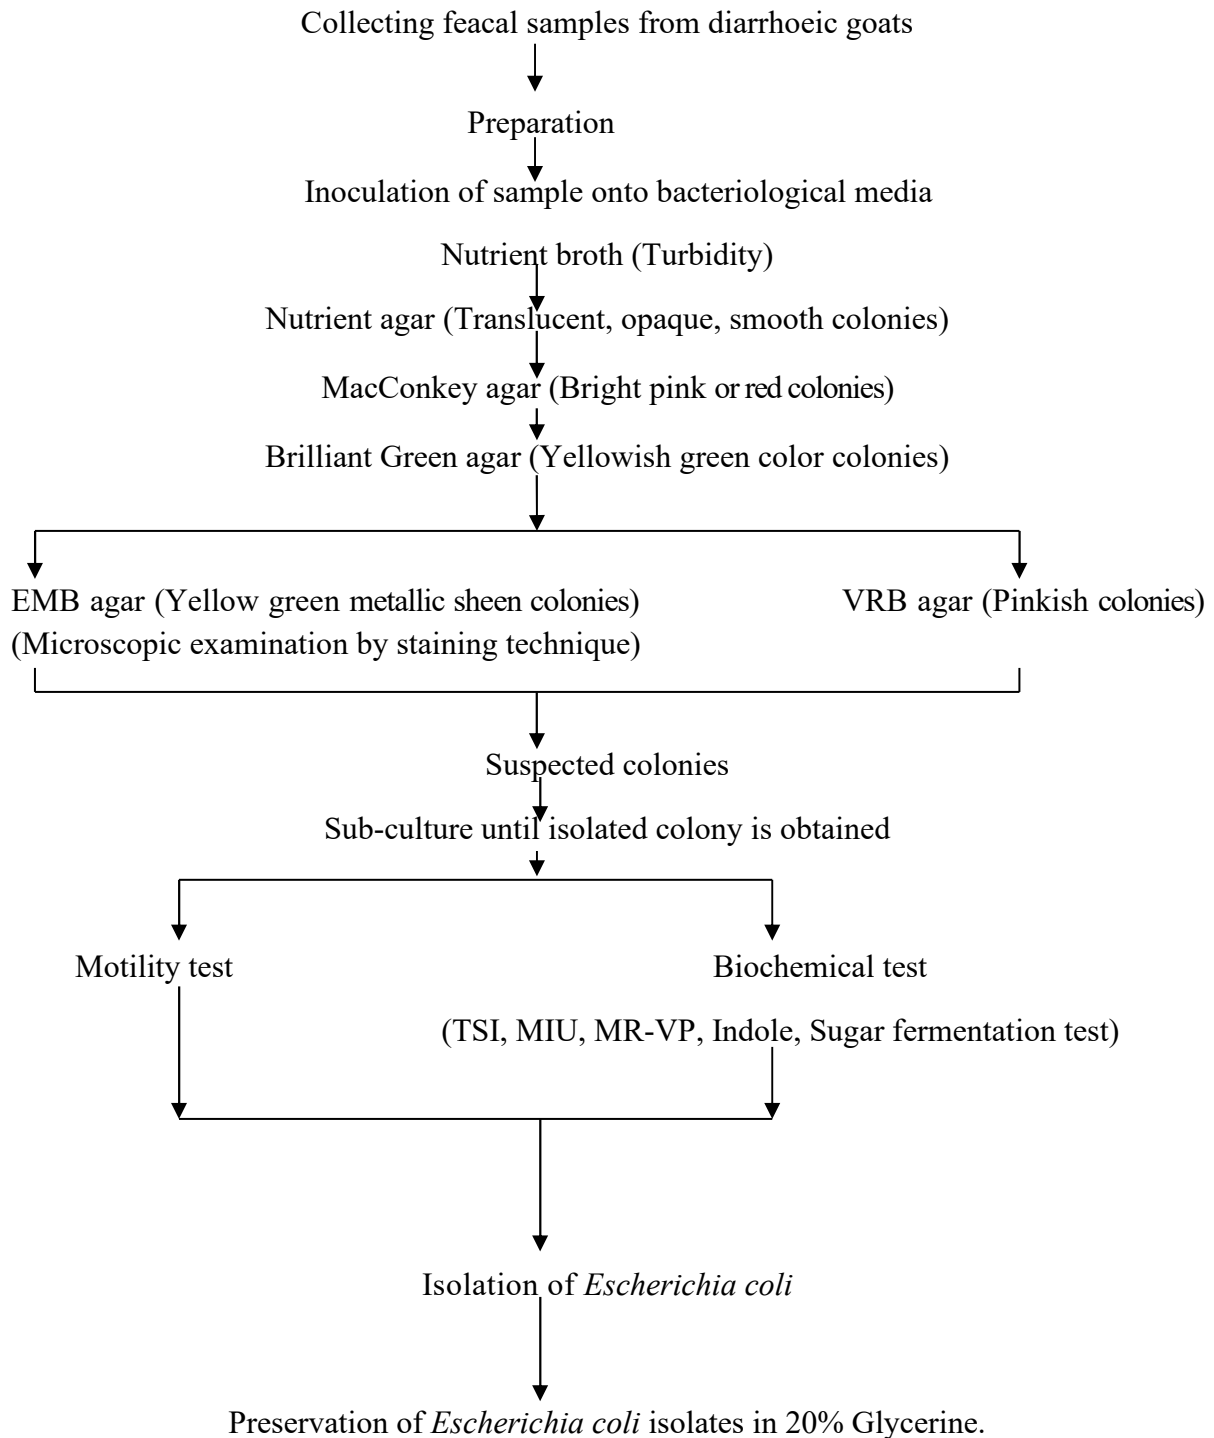 Collecting feacal samples from diarrhoeic goats
Preparation
Inoculation of sample onto bacteriological media
Nutrient broth (Turbidity)
Nutrient agar (Translucent, opaque, smooth colonies)
MacConkey agar (Bright pink or red colonies)
Brilliant Green agar (Yellowish green color colonies)
EMB agar (Yellow green metallic sheen colonies)
(Microscopic examination by staining technique)
VRB agar (Pinkish colonies)
Suspected colonies
Sub-culture until isolated colony is obtained
Motility test
Biochemical test
(TSI, MIU, MR-VP, Indole, Sugar fermentation test)
Isolation of Escherichia coli
Preservation of Escherichia coli isolates in 20% Glycerine.